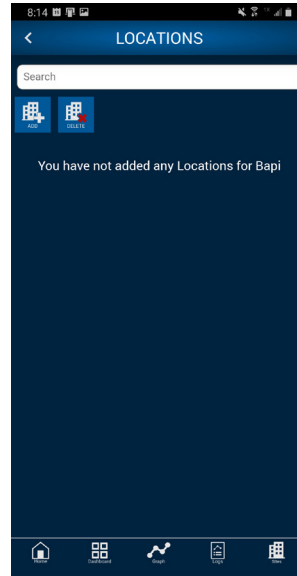 8:14
LOCATIONS
Search
ADD DELETE
You have not added any Locations for Bapi
Home Dashboard Graph Logs Sites